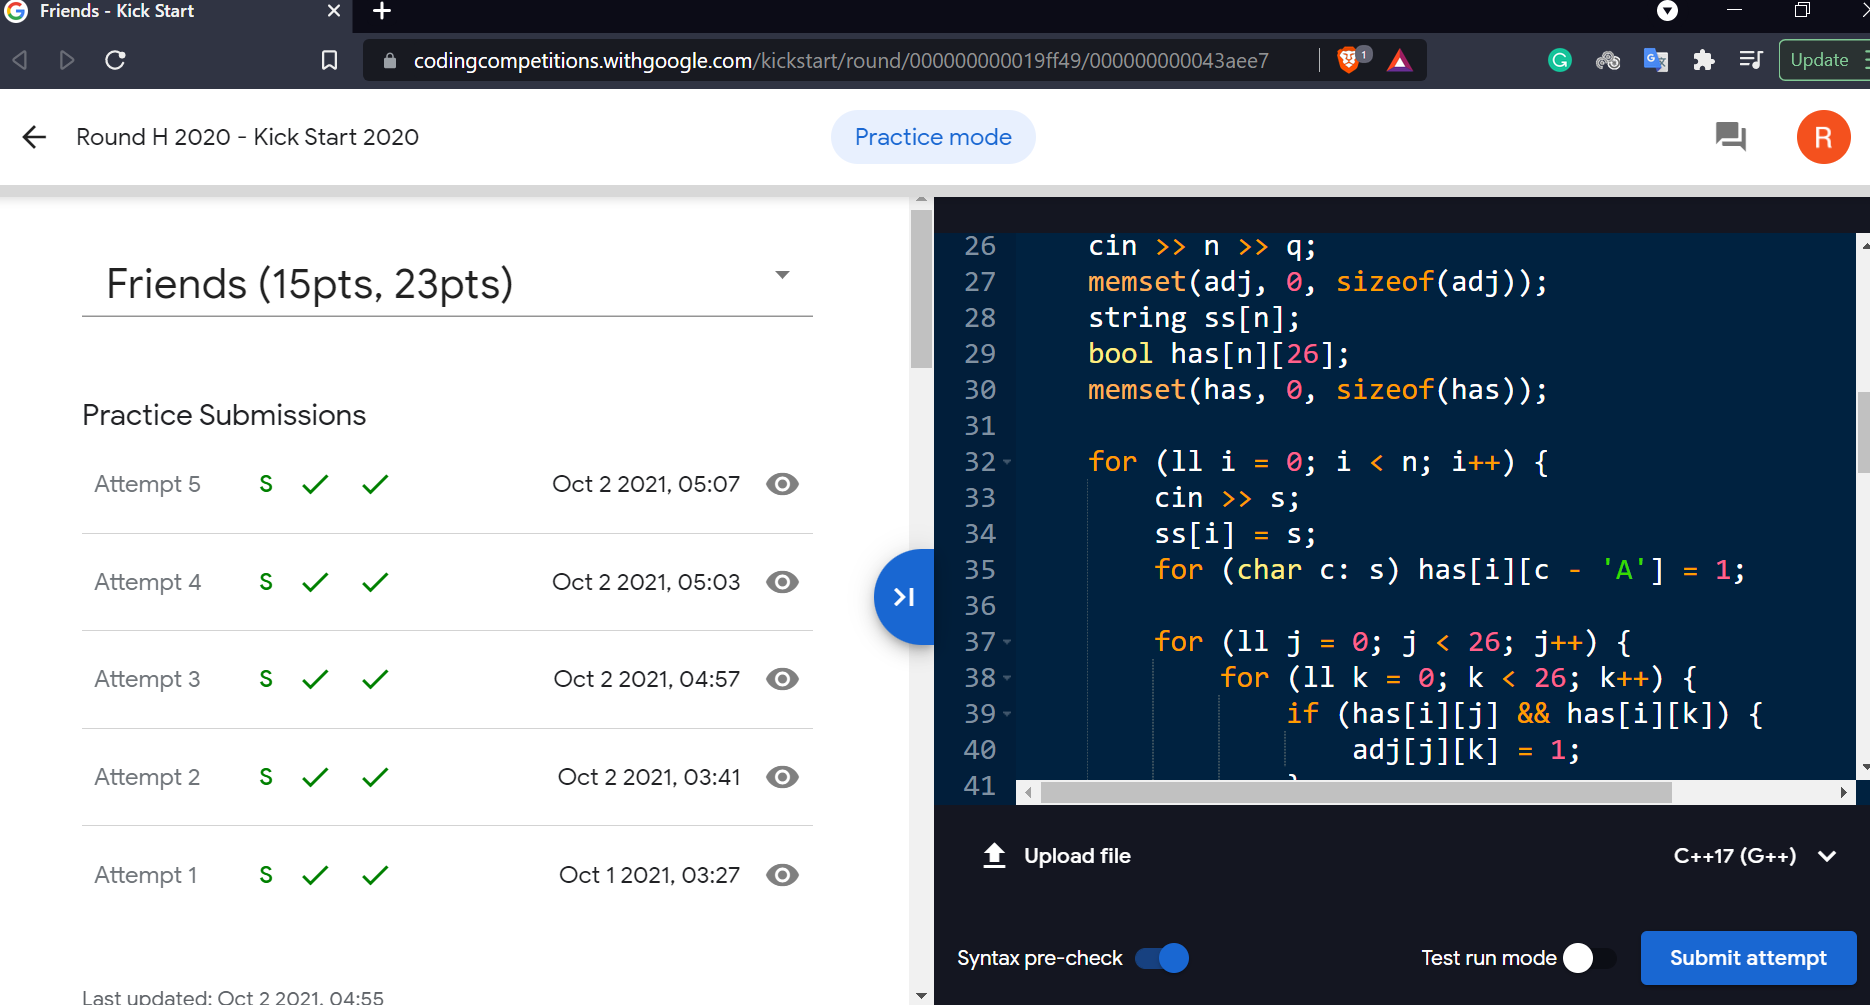 Friends - Kick Start
codingcompetitions.withgoogle.com/kickstart/round/000000000019ff49/000000000043aee7
1
Update
Round H 2020 - Kick Start 2020
Practice mode
R
Friends (15pts, 23pts)
Practice Submissions
Attempt 5 S Oct 2 2021, 05:07
Attempt 4 S Oct 2 2021, 05:03
Attempt 3 S Oct 2 2021, 04:57
Attempt 2 S Oct 2 2021, 03:41
Attempt 1 S Oct 1 2021, 03:27
Last updated: Oct 2 2021, 04:55
26 cin >> n >> q;
27 memset(adj, 0, sizeof(adj));
28 string ss[n];
29 bool has[n][26];
30 memset(has, 0, sizeof(has));
31
32 for (ll i = 0; i < n; i++) {
33 cin >> s;
34 ss[i] = s;
35 for (char c: s) has[i][c - 'A'] = 1;
36
37 for (ll j = 0; j < 26; j++) {
38 for (ll k = 0; k < 26; k++) {
39 if (has[i][j] && has[i][k]) {
40 adj[j][k] = 1;
41 }
Upload file
C++17 (G++)
Syntax pre-check
Test run mode
Submit attempt